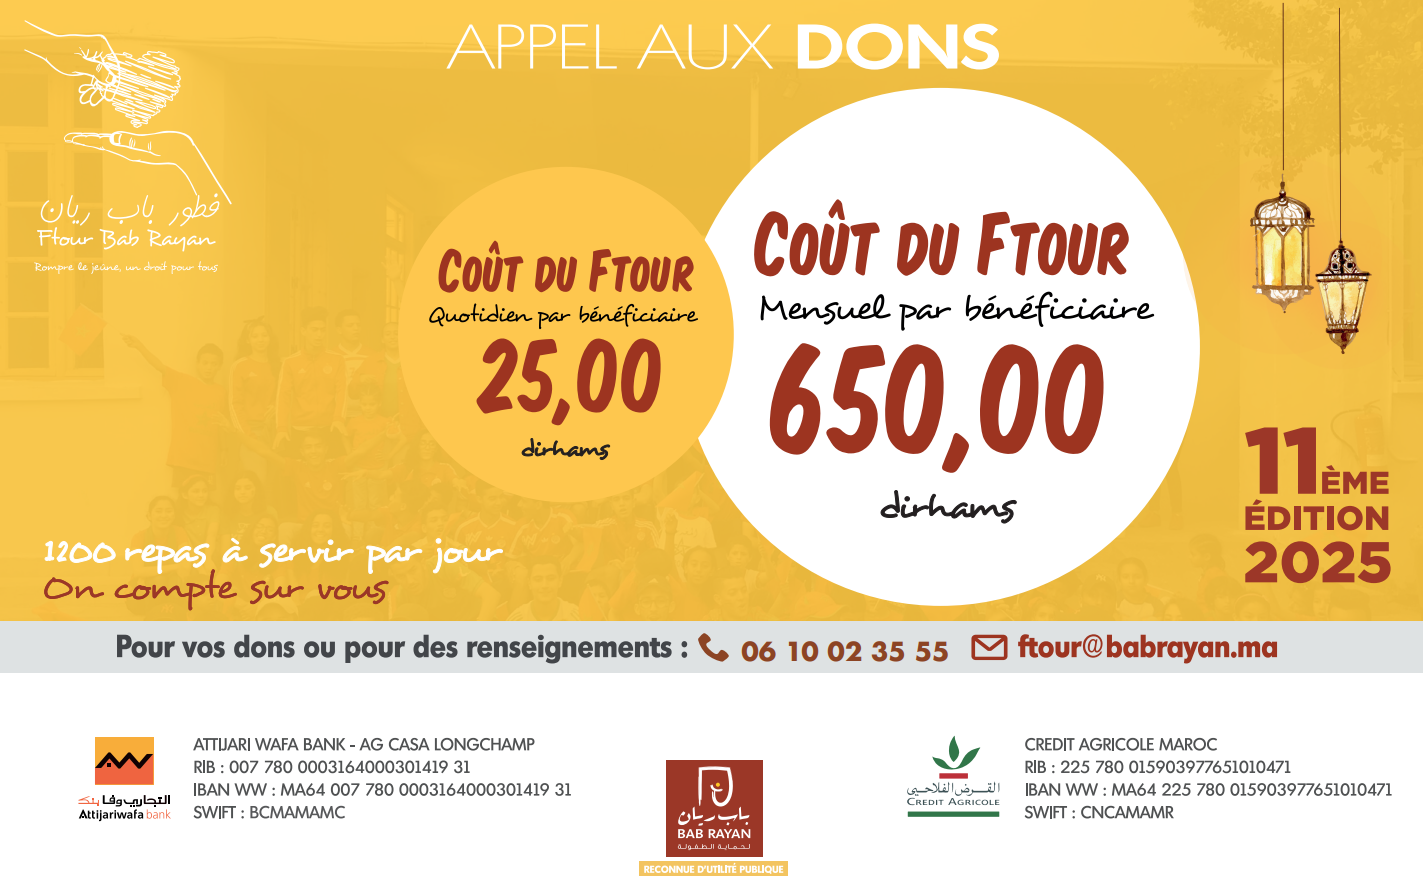 APPEL AUX DONS
فطور باب ريان
Ftour Bab Rayan
Rompre le jeûne, un droit pour tous
COÛT DU FTOUR
Quotidien par bénéficiaire
25,00
dirhams
COÛT DU FTOUR
Mensuel par bénéficiaire
650,00
dirhams
11ÈME
ÉDITION
2025
1200 repas à servir par jour
On compte sur vous
Pour vos dons ou pour des renseignements : 06 10 02 35 55 ftour@babrayan.ma
التجاري وفا بنك
Attijariwafa bank
ATTIJARI WAFA BANK - AG CASA LONGCHAMP
RIB : 007 780 0003164000301419 31
IBAN WW : MA64 007 780 0003164000301419 31
SWIFT : BCMAMAMC
باب ريان
BAB RAYAN
لحماية الطفولة
RECONNUE D'UTILITÉ PUBLIQUE
القرض الفلاحي
CREDIT AGRICOLE
CREDIT AGRICOLE MAROC
RIB : 225 780 015903977651010471
IBAN WW : MA64 225 780 015903977651010471
SWIFT : CNCAMAMR